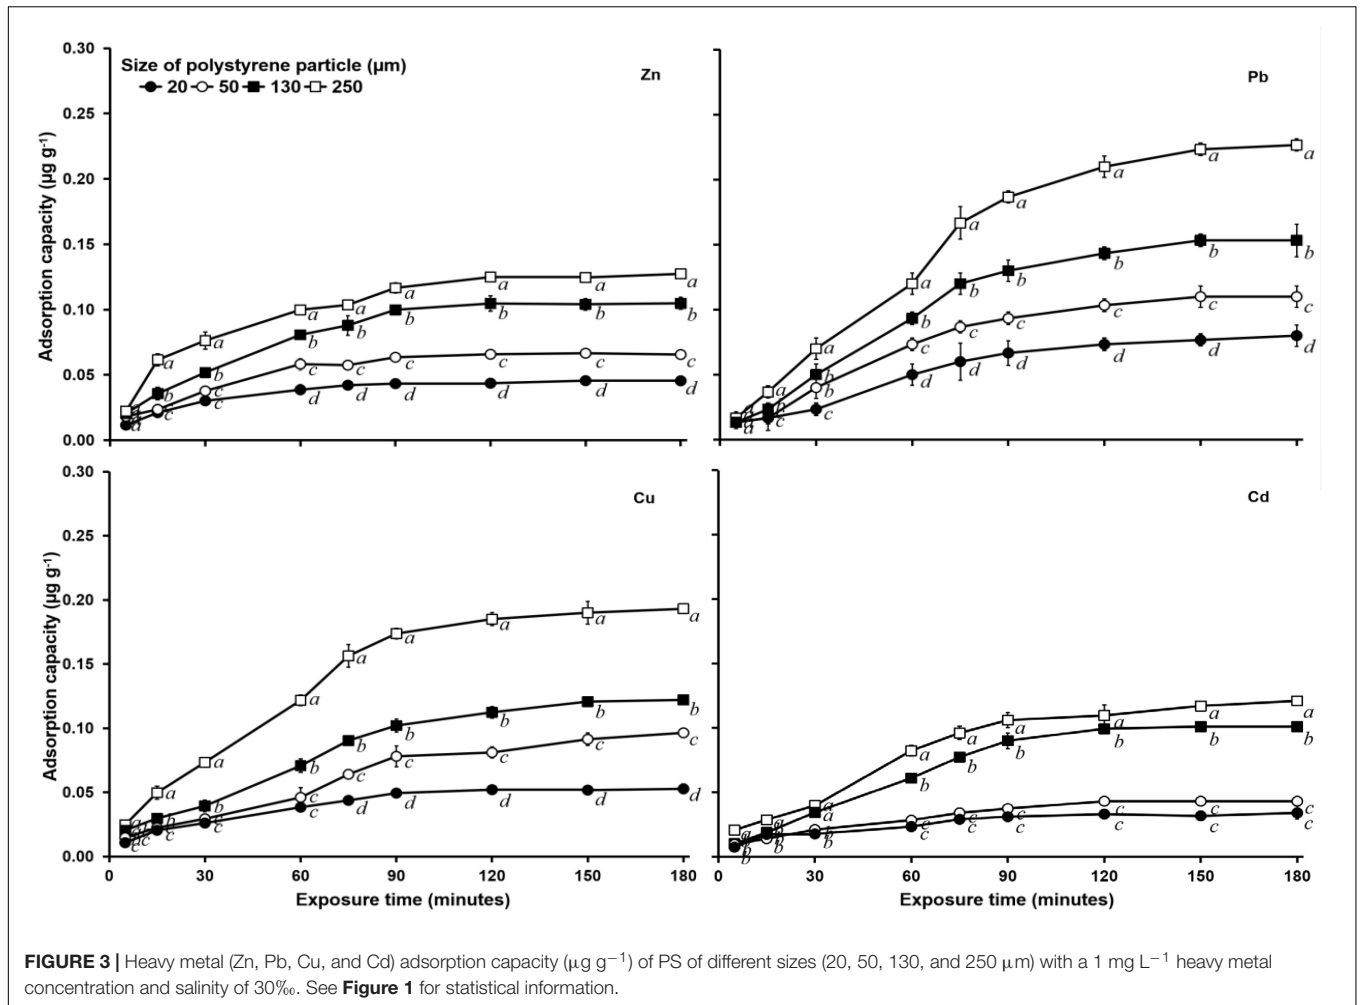 0.30
Size of polystyrene particle (µm)
20 50 130 250
Zn
Pb
0.25
0.20
0.15
0.10
0.05
0.00
Adsorption capacity (µg g-1)
a a a a a a a a
b b b b b b b b
c c c c c c c c
d d d d d d
a a a a a a a a
b b b b b b b
c c c c c c
d d d d d d
c c
0.30
Cu
Cd
0.25
0.20
0.15
0.10
0.05
0.00
Adsorption capacity (µg g-1)
a a a a a a a a
b b b b b b b b
c c c c c c
c c c d d d d d
a a a a a a
a b b b b b b
c c c c c c
c c c c c c
0 30 60 90 120 150 180
0 30 60 90 120 150 180
Exposure time (minutes)
Exposure time (minutes)
FIGURE 3 | Heavy metal (Zn, Pb, Cu, and Cd) adsorption capacity (µg g−1) of PS of different sizes (20, 50, 130, and 250 µm) with a 1 mg L−1 heavy metal
concentration and salinity of 30‰. See Figure 1 for statistical information.